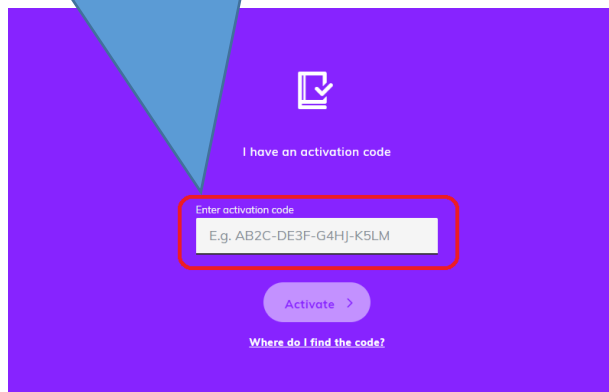 I have an activation code
Enter activation code
E.g. AB2C-DE3F-G4HJ-K5LM
Activate
Where do I find the code?